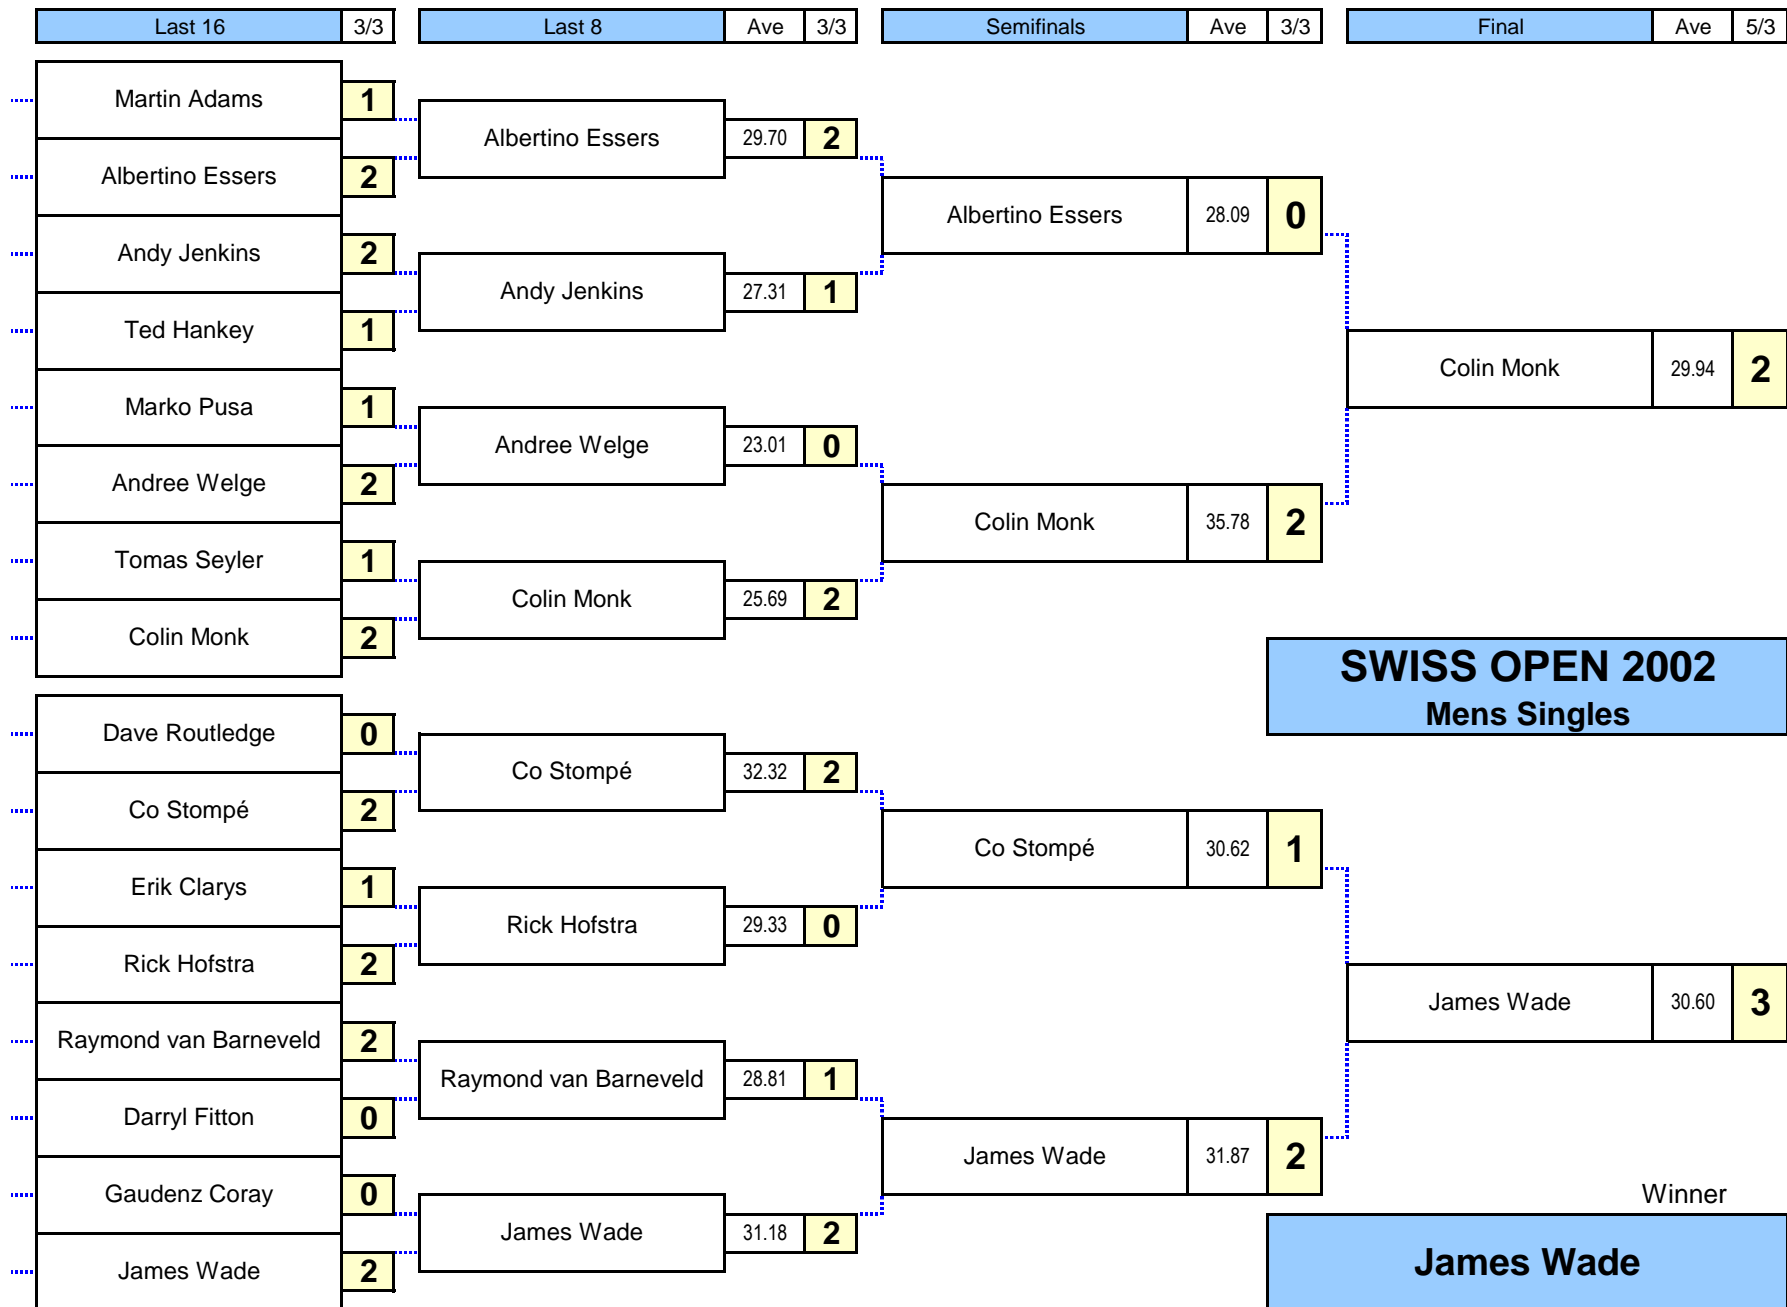 Last 16 3/3 Last 8 Ave 3/3 Semifinals Ave 3/3 Final Ave 5/3
Martin Adams 1
Albertino Essers 29.70 2
Albertino Essers 2
Albertino Essers 28.09 0
Andy Jenkins 2
Andy Jenkins 27.31 1
Ted Hankey 1
Colin Monk 29.94 2
Marko Pusa 1
Andree Welge 23.01 0
Andree Welge 2
Colin Monk 35.78 2
Tomas Seyler 1
Colin Monk 25.69 2
Colin Monk 2
SWISS OPEN 2002
Mens Singles
Dave Routledge 0
Co Stompé 32.32 2
Co Stompé 2
Co Stompé 30.62 1
Erik Clarys 1
Rick Hofstra 29.33 0
Rick Hofstra 2
James Wade 30.60 3
Raymond van Barneveld 2
Raymond van Barneveld 28.81 1
Darryl Fitton 0
James Wade 31.87 2
Gaudenz Coray 0
Winner
James Wade 31.18 2
James Wade 2
James Wade